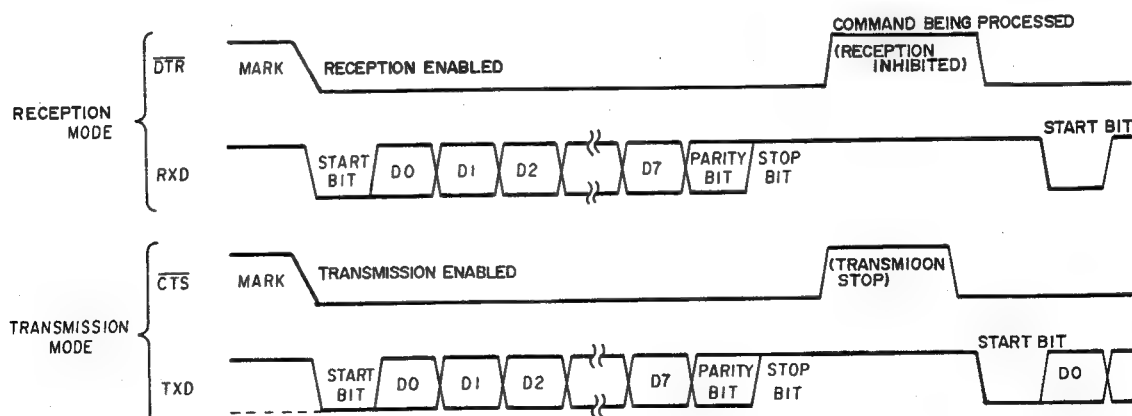 RECEPTION MODE
DTR
MARK
RECEPTION ENABLED
COMMAND BEING PROCESSED
(RECEPTION INHIBITED)
RXD
START BIT
D0
D1
D2
D7
PARITY BIT
STOP BIT
START BIT
TRANSMISSION MODE
CTS
MARK
TRANSMISSION ENABLED
(TRANSMIOON STOP)
TXD
START BIT
D0
D1
D2
D7
PARITY BIT
STOP BIT
START BIT
D0